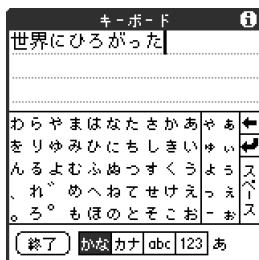 キーボード
世界にひろがった
わらやまはなたさかあゃぁ
をりゆみひにちしきいゅぃ
んるよむふぬつすくうょぅ
、れ゛めへねてせけえっぇ
。ろ゜もほのとそこおーぉ
スペース
終了 かな カナ abc 123 あ